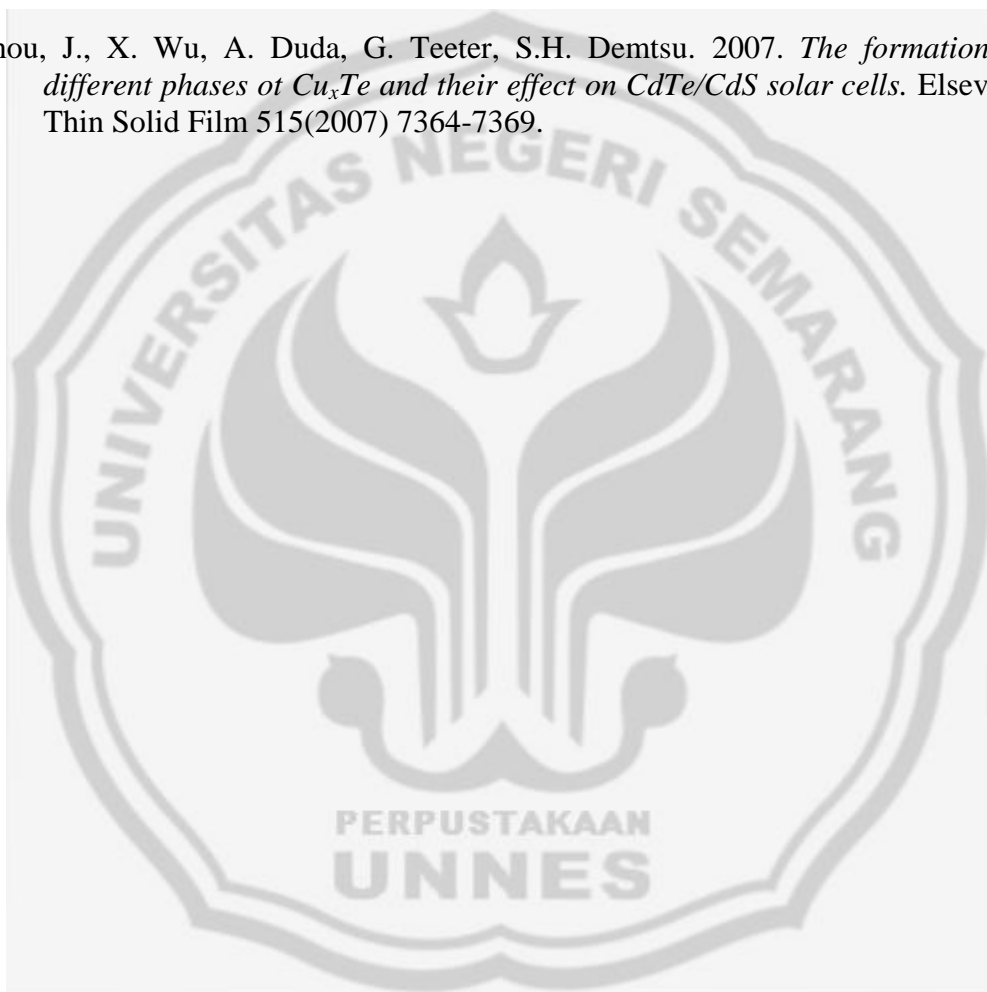 nou, J., X. Wu, A. Duda, G. Teeter, S.H. Demtsu. 2007. The formation
different phases ot CuₓTe and their effect on CdTe/CdS solar cells. Elsev
Thin Solid Film 515(2007) 7364-7369.
UNIVERSITAS NEGERI SEMARANG
PERPUSTAKAAN
UNNES